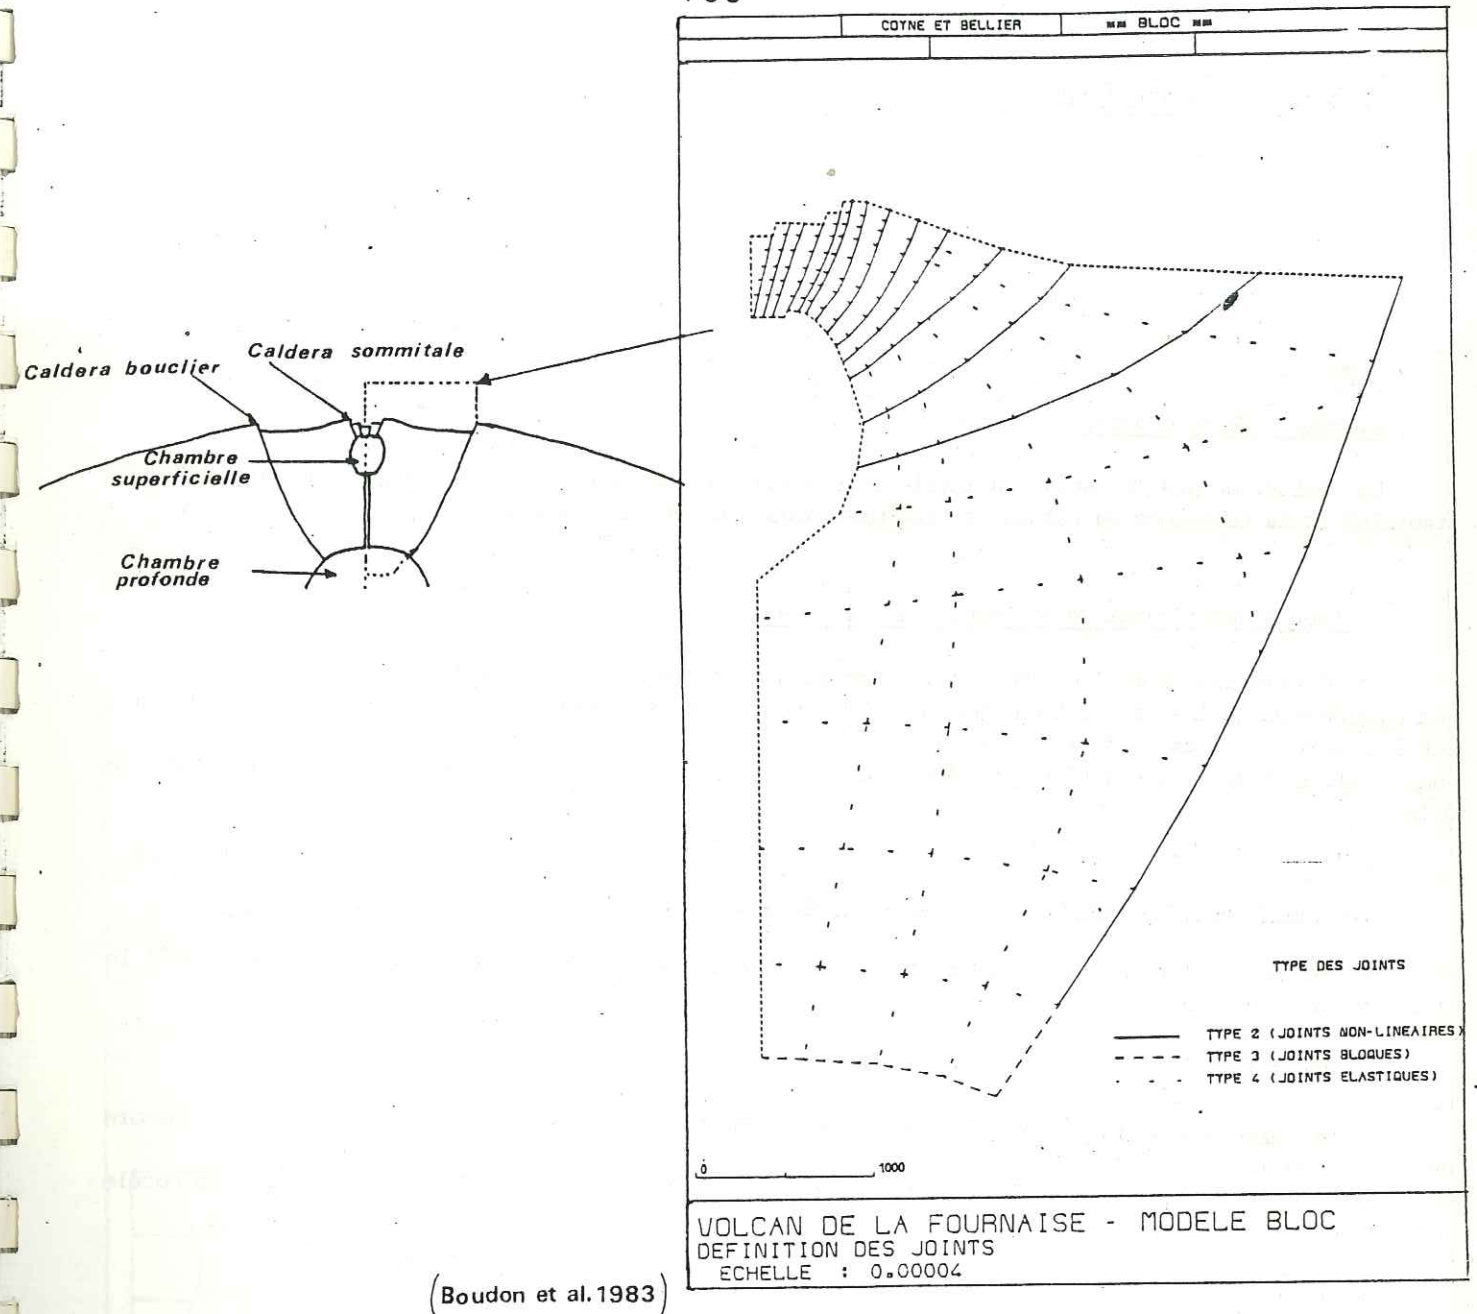 COYNE ET BELLIER
== BLOC ==
Caldera sommitale
Caldera bouclier
Chambre
superficielle
Chambre
profonde
TYPE DES JOINTS
TYPE 2 (JOINTS NON-LINEAIRES)
TYPE 3 (JOINTS BLOQUES)
TYPE 4 (JOINTS ELASTIQUES)
0 1000
VOLCAN DE LA FOURNAISE - MODELE BLOC
DEFINITION DES JOINTS
ECHELLE : 0.00004
(Boudon et al. 1983)